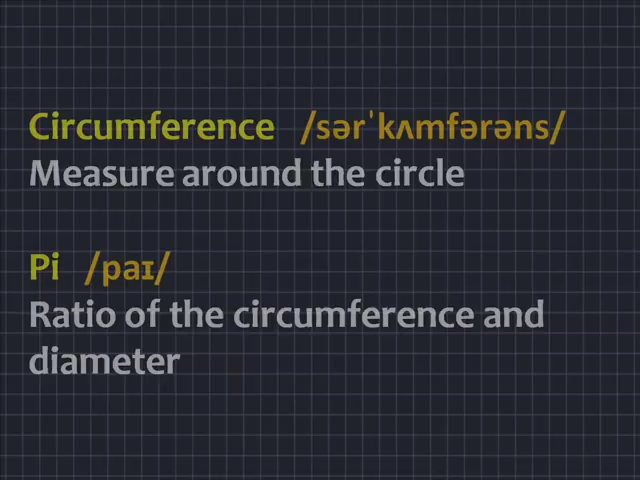 Circumference /sərˈkʌmfərəns/
Measure around the circle
Pi /paɪ/
Ratio of the circumference and
diameter